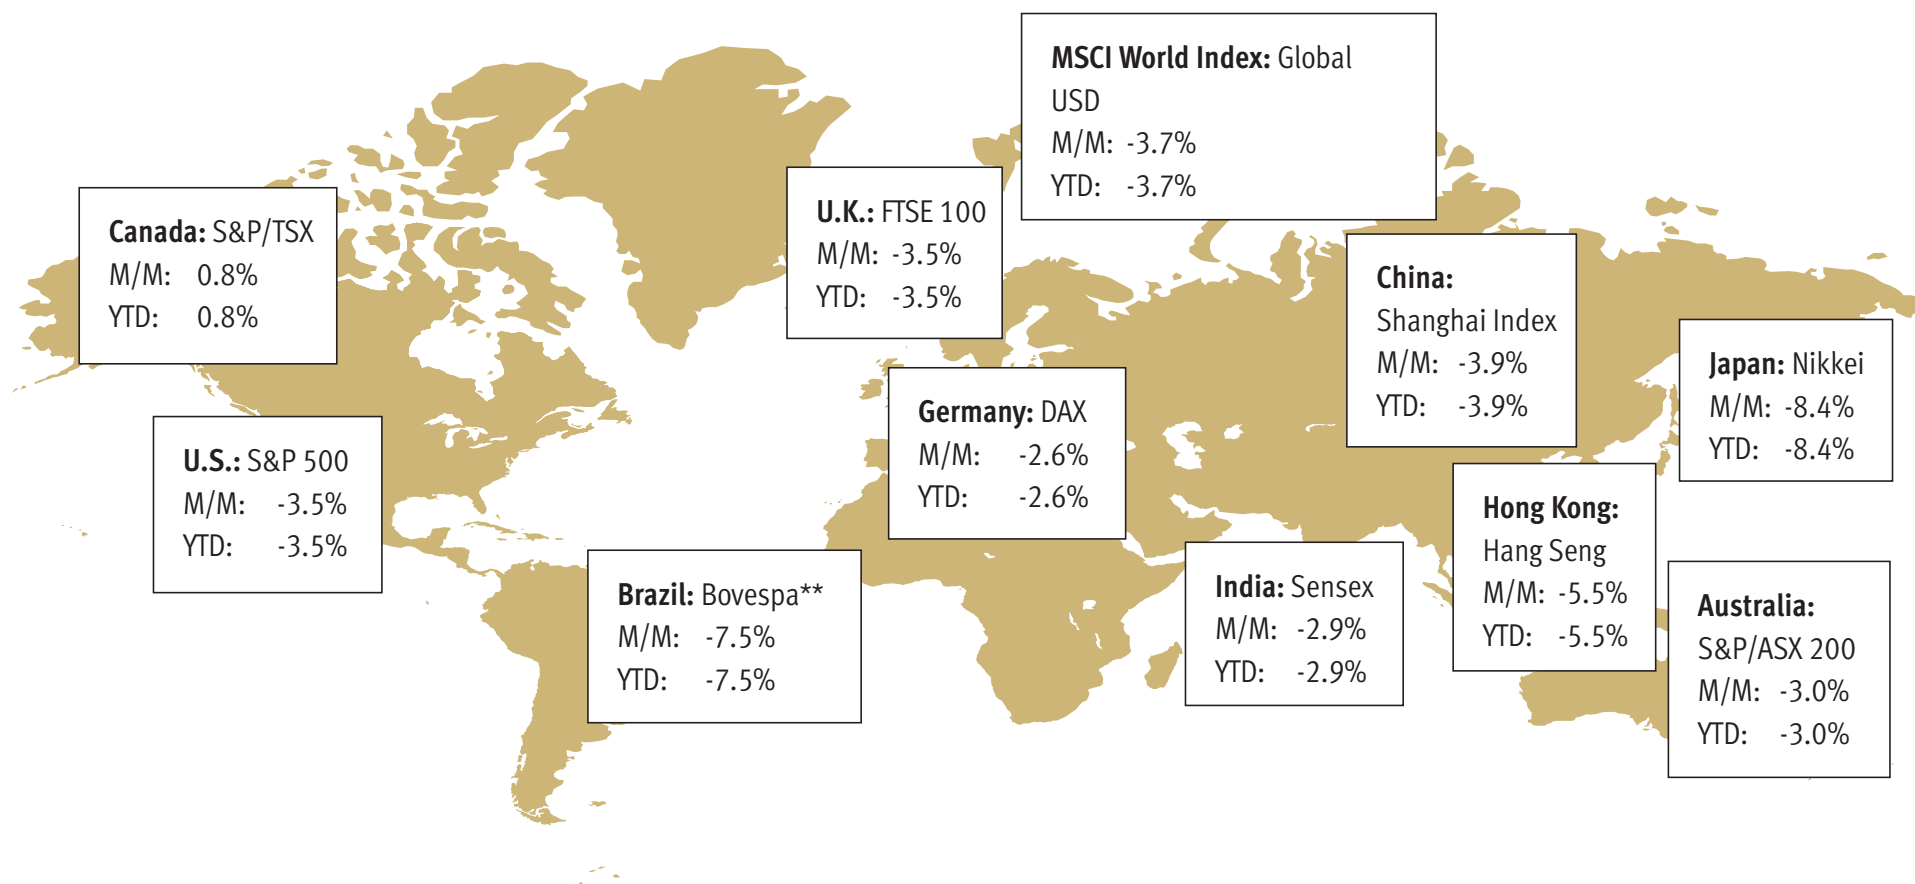 MSCI World Index: Global
USD
M/M: -3.7%
YTD: -3.7%
Canada: S&P/TSX
M/M: 0.8%
YTD: 0.8%
U.K.: FTSE 100
M/M: -3.5%
YTD: -3.5%
China:
Shanghai Index
M/M: -3.9%
YTD: -3.9%
Japan: Nikkei
M/M: -8.4%
YTD: -8.4%
Germany: DAX
M/M: -2.6%
YTD: -2.6%
U.S.: S&P 500
M/M: -3.5%
YTD: -3.5%
Hong Kong:
Hang Seng
M/M: -5.5%
YTD: -5.5%
Brazil: Bovespa**
M/M: -7.5%
YTD: -7.5%
India: Sensex
M/M: -2.9%
YTD: -2.9%
Australia:
S&P/ASX 200
M/M: -3.0%
YTD: -3.0%